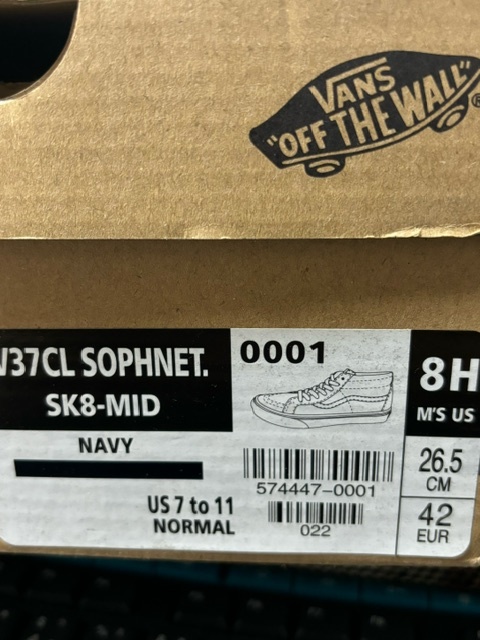 VANS
"OFF THE WALL"
®
V37CL SOPHNET.
SK8-MID
0001
8H
M'S US
NAVY
574447-0001
26.5
CM
US 7 to 11
NORMAL
022
42
EUR